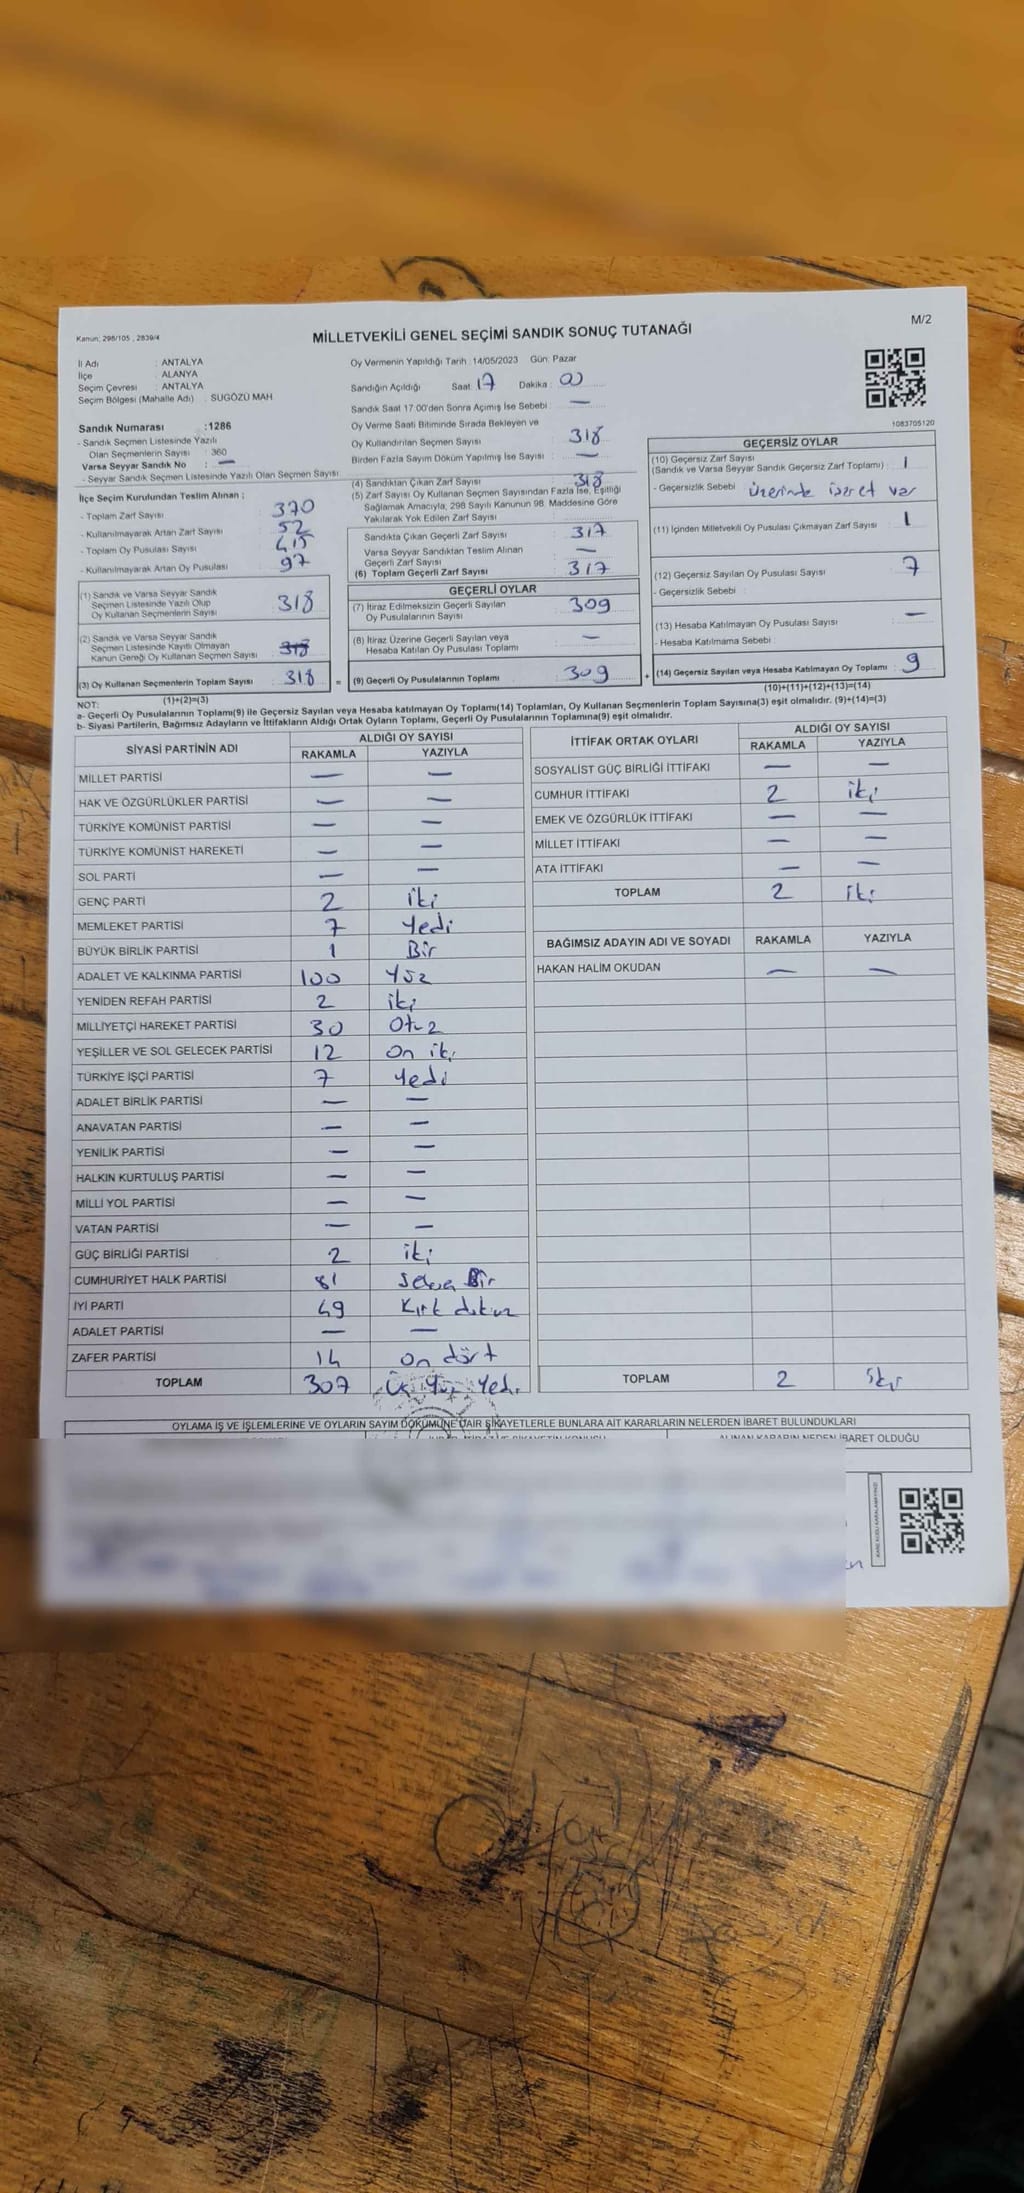 M/2
Kanun; 298/105 , 2839/4
MİLLETVEKİLİ GENEL SEÇİMİ SANDIK SONUÇ TUTANAĞI
İl Adı : ANTALYA
İlçe : ALANYA
Seçim Çevresi : ANTALYA
Seçim Bölgesi (Mahalle Adı) : SUGÖZÜ MAH
Sandık Numarası :1286
- Sandık Seçmen Listesinde Yazılı
Olan Seçmenlerin Sayısı : 360
Varsa Seyyar Sandık No : —
- Seyyar Sandık Seçmen Listesinde Yazılı Olan Seçmen Sayısı
İlçe Seçim Kurulundan Teslim Alınan ;
- Toplam Zarf Sayısı 370
- Kullanılmayarak Artan Zarf Sayısı 52
- Toplam Oy Pusulası Sayısı 415
- Kullanılmayarak Artan Oy Pusulası 97
(1) Sandık ve Varsa Seyyar Sandık
Seçmen Listesinde Yazılı Olup
Oy Kullanan Seçmenlerin Sayısı 318
(2) Sandık ve Varsa Seyyar Sandık
Seçmen Listesinde Kayıtlı Olmayan
Kanun Gereği Oy Kullanan Seçmen Sayısı : 318
(3) Oy Kullanan Seçmenlerin Toplam Sayısı : 318 =
(1)+(2)=(3)
Oy Vermenin Yapıldığı Tarih : 14/05/2023 Gün: Pazar
Sandığın Açıldığı Saat: 17 Dakika : 00
Sandık Saat 17:00'den Sonra Açımış İse Sebebi : —
Oy Verme Saati Bitiminde Sırada Bekleyen ve
Oy Kullandırılan Seçmen Sayısı 318
Birden Fazla Sayım Döküm Yapılmış İse Sayısı : —
(4) Sandıktan Çıkan Zarf Sayısı : 318
(5) Zarf Sayısı Oy Kullanan Seçmen Sayısından Fazla İse, Eşitliği
Sağlamak Amacıyla, 298 Sayılı Kanunun 98. Maddesine Göre
Yakılarak Yok Edilen Zarf Sayısı
Sandıkta Çıkan Geçerli Zarf Sayısı : 317
Varsa Seyyar Sandıktan Teslim Alınan
Geçerli Zarf Sayısı : —
(6) Toplam Geçerli Zarf Sayısı : 317
GEÇERLİ OYLAR
(7) İtiraz Edilmeksizin Geçerli Sayılan
Oy Pusulalarının Sayısı : 309
(8) İtiraz Üzerine Geçerli Sayılan veya
Hesaba Katılan Oy Pusulası Toplamı : —
(9) Geçerli Oy Pusulalarının Toplamı : 309 +
1083705120
GEÇERSİZ OYLAR
(10) Geçersiz Zarf Sayısı
(Sandık ve Varsa Seyyar Sandık Geçersiz Zarf Toplamı) : 1
- Geçersizlik Sebebi : üzerinde işaret var
(11) İçinden Milletvekili Oy Pusulası Çıkmayan Zarf Sayısı : 1
(12) Geçersiz Sayılan Oy Pusulası Sayısı : 7
- Geçersizlik Sebebi :
(13) Hesaba Katılmayan Oy Pusulası Sayısı : —
- Hesaba Katılmama Sebebi :
(14) Geçersiz Sayılan veya Hesaba Katılmayan Oy Toplamı : 9
(10)+(11)+(12)+(13)=(14)
NOT:
a- Geçerli Oy Pusulalarının Toplamı(9) ile Geçersiz Sayılan veya Hesaba katılmayan Oy Toplamı(14) Toplamları, Oy Kullanan Seçmenlerin Toplam Sayısına(3) eşit olmalıdır. (9)+(14)=(3)
b- Siyasi Partilerin, Bağımsız Adayların ve İttifakların Aldığı Ortak Oyların Toplamı, Geçerli Oy Pusulalarının Toplamına(9) eşit olmalıdır.
SİYASİ PARTİNİN ADI ALDIĞI OY SAYISI
RAKAMLA YAZIYLA
MİLLET PARTİSİ — —
HAK VE ÖZGÜRLÜKLER PARTİSİ — —
TÜRKİYE KOMÜNİST PARTİSİ — —
TÜRKİYE KOMÜNİST HAREKETİ — —
SOL PARTİ — —
GENÇ PARTİ 2 iki
MEMLEKET PARTİSİ 7 Yedi
BÜYÜK BİRLİK PARTİSİ 1 Bir
ADALET VE KALKINMA PARTİSİ 100 Yüz
YENİDEN REFAH PARTİSİ 2 iki
MİLLİYETÇİ HAREKET PARTİSİ 30 Otuz
YEŞİLLER VE SOL GELECEK PARTİSİ 12 on iki
TÜRKİYE İŞÇİ PARTİSİ 7 Yedi
ADALET BİRLİK PARTİSİ — —
ANAVATAN PARTİSİ — —
YENİLİK PARTİSİ — —
HALKIN KURTULUŞ PARTİSİ — —
MİLLİ YOL PARTİSİ — —
VATAN PARTİSİ — —
GÜÇ BİRLİĞİ PARTİSİ 2 iki
CUMHURİYET HALK PARTİSİ 81 Seksen Bir
İYİ PARTİ 49 Kırk dokuz
ADALET PARTİSİ — —
ZAFER PARTİSİ 14 on dört
TOPLAM 307 Üç Yüz Yedi
İTTİFAK ORTAK OYLARI ALDIĞI OY SAYISI
RAKAMLA YAZIYLA
SOSYALİST GÜÇ BİRLİĞİ İTTİFAKI — —
CUMHUR İTTİFAKI 2 iki
EMEK VE ÖZGÜRLÜK İTTİFAKI — —
MİLLET İTTİFAKI — —
ATA İTTİFAKI — —
TOPLAM 2 iki
BAĞIMSIZ ADAYIN ADI VE SOYADI RAKAMLA YAZIYLA
HAKAN HALİM OKUDAN — —
TOPLAM 2 iki
OYLAMA İŞ VE İŞLEMLERİNE VE OYLARIN SAYIM DÖKÜMÜNE DAİR ŞİKAYETLERLE BUNLARA AİT KARARLARIN NELERDEN İBARET BULUNDUKLARI
ALINAN KARARIN NEDEN İBARET OLDUĞU